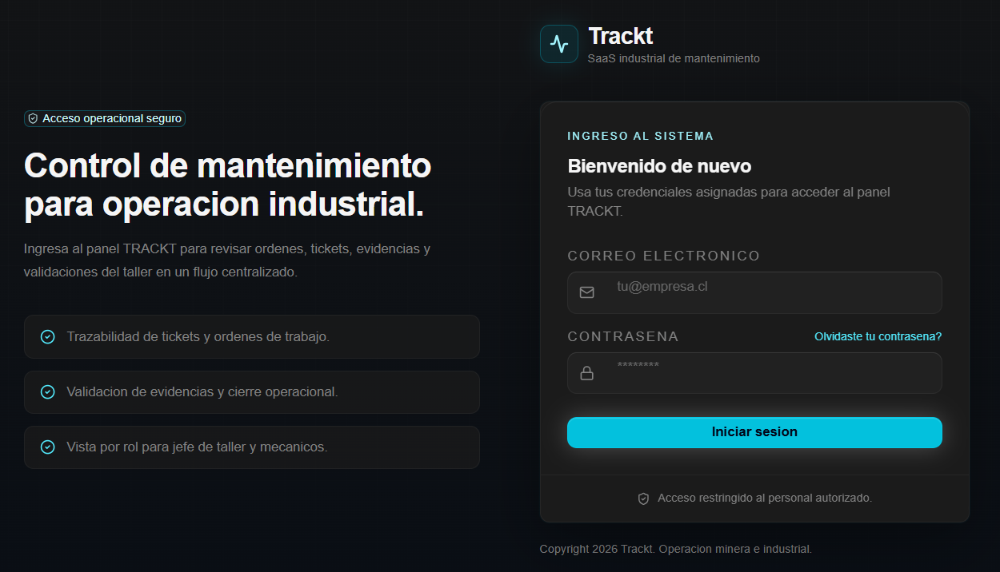 Acceso operacional seguro
Control de mantenimiento
para operacion industrial.
Ingresa al panel TRACKT para revisar ordenes, tickets, evidencias y
validaciones del taller en un flujo centralizado.
Trazabilidad de tickets y ordenes de trabajo.
Validacion de evidencias y cierre operacional.
Vista por rol para jefe de taller y mecanicos.
Trackt
SaaS industrial de mantenimiento
INGRESO AL SISTEMA
Bienvenido de nuevo
Usa tus credenciales asignadas para acceder al panel
TRACKT.
CORREO ELECTRONICO
tu@empresa.cl
CONTRASENA
Olvidaste tu contrasena?
********
Iniciar sesion
Acceso restringido al personal autorizado.
Copyright 2026 Trackt. Operacion minera e industrial.